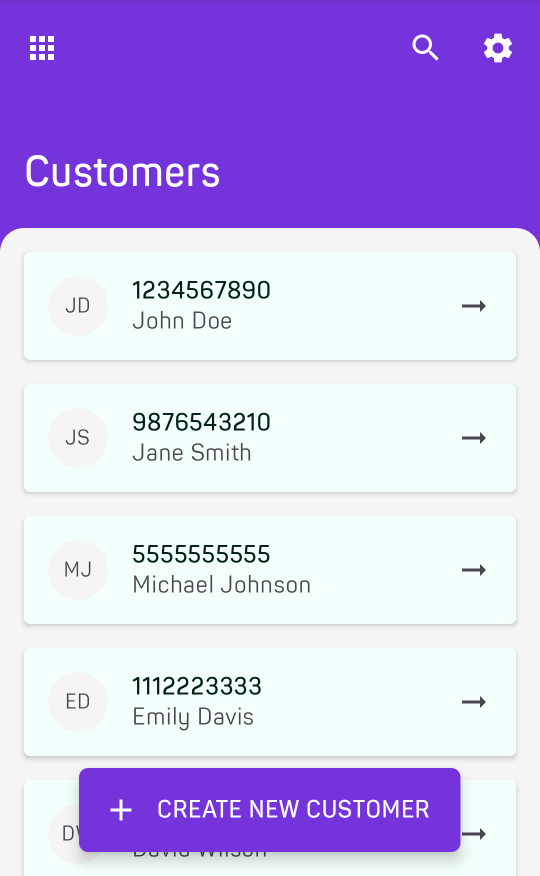 Customers
JD
1234567890
John Doe
JS
9876543210
Jane Smith
MJ
5555555555
Michael Johnson
ED
1112223333
Emily Davis
CREATE NEW CUSTOMER
David Wilson